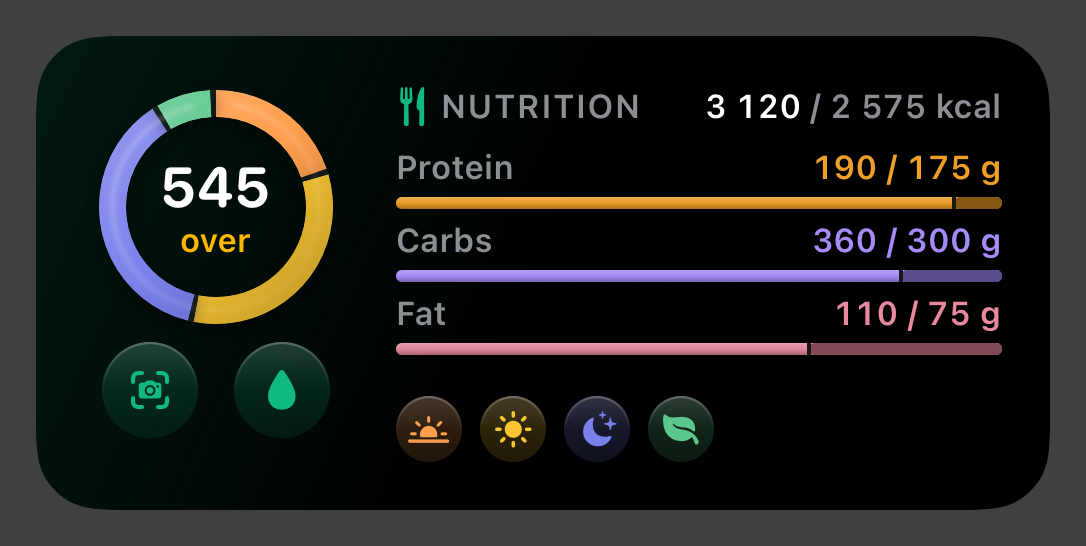 545
over
NUTRITION 3 120 / 2 575 kcal
Protein 190 / 175 g
Carbs 360 / 300 g
Fat 110 / 75 g